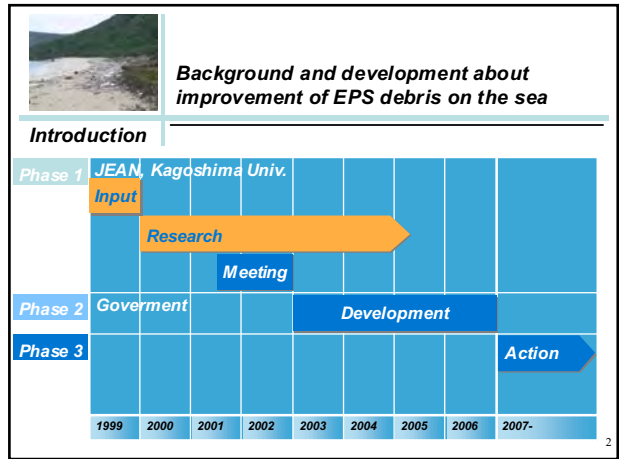 Background and development about
improvement of EPS debris on the sea
Introduction
Phase 1
JEAN, Kagoshima Univ.
Input
Research
Meeting
Phase 2
Goverment
Development
Phase 3
Action
1999 2000 2001 2002 2003 2004 2005 2006 2007-
2